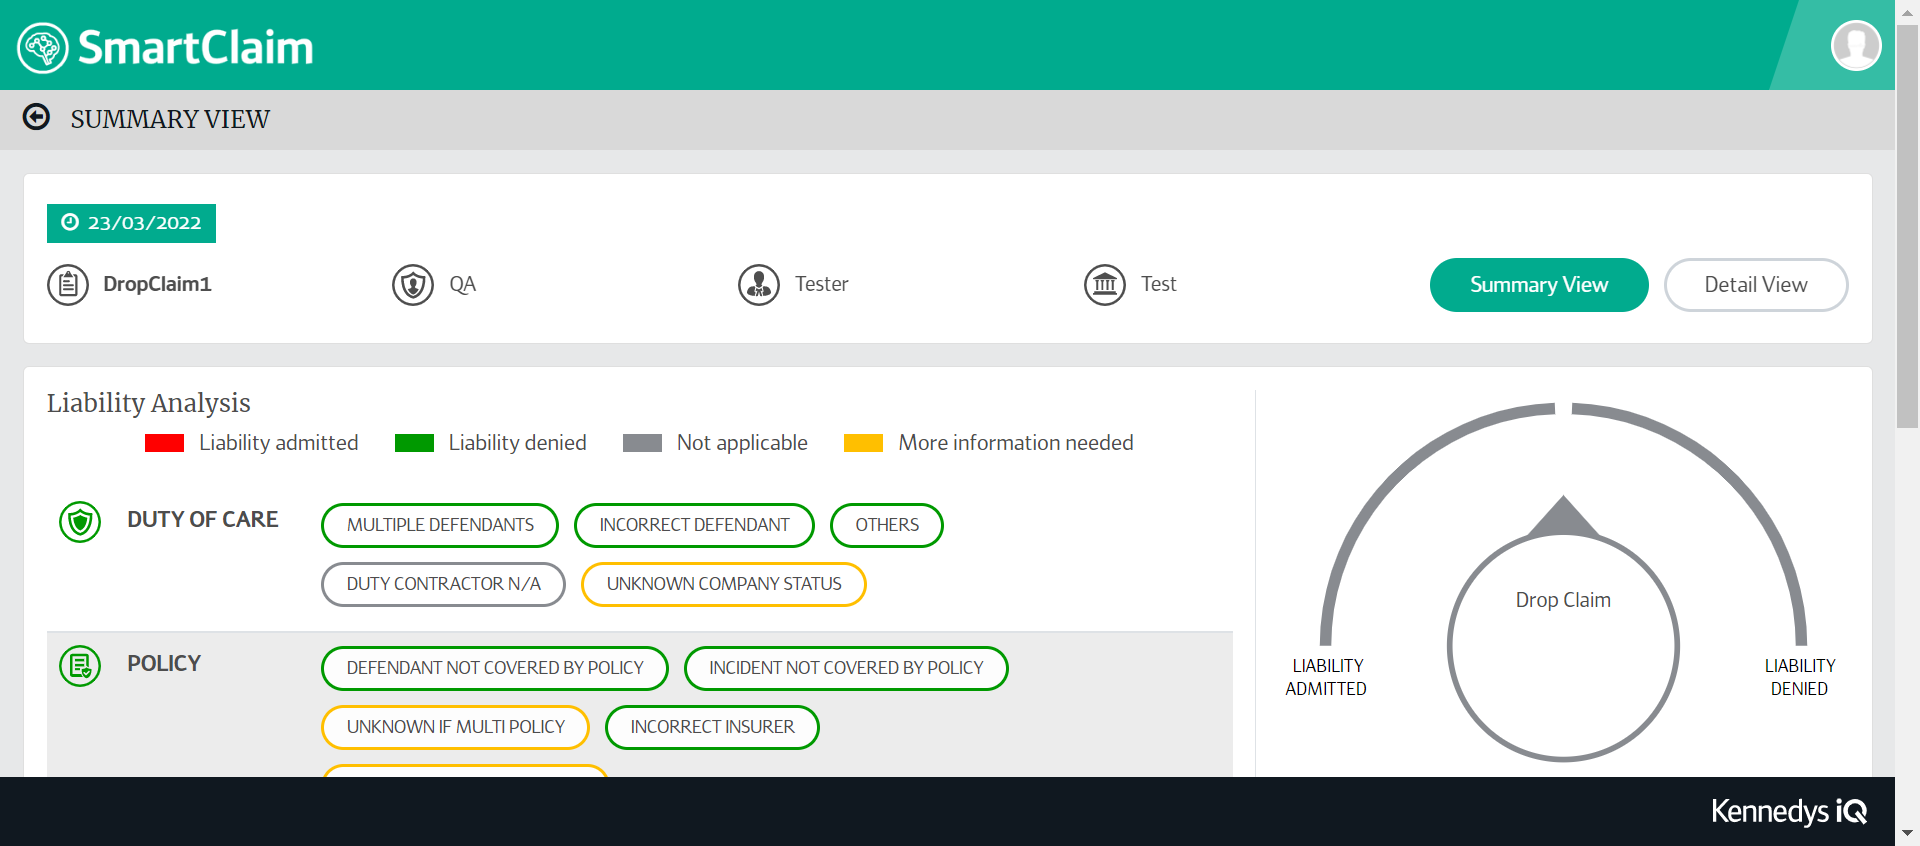 SmartClaim
SUMMARY VIEW
23/03/2022
DropClaim1
QA
Tester
Test
Summary View
Detail View
Liability Analysis
Liability admitted
Liability denied
Not applicable
More information needed
DUTY OF CARE
MULTIPLE DEFENDANTS
INCORRECT DEFENDANT
OTHERS
DUTY CONTRACTOR N/A
UNKNOWN COMPANY STATUS
POLICY
DEFENDANT NOT COVERED BY POLICY
INCIDENT NOT COVERED BY POLICY
UNKNOWN IF MULTI POLICY
INCORRECT INSURER
Drop Claim
LIABILITY
ADMITTED
LIABILITY
DENIED
Kennedys iQ